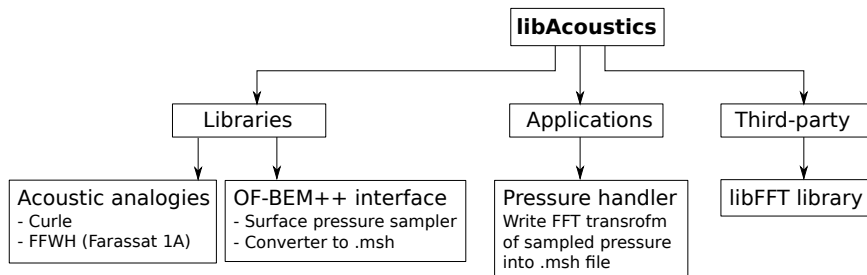 libAcoustics
Libraries
Applications
Third-party
Acoustic analogies
- Curle
- FFWH (Farassat 1A)
OF-BEM++ interface
- Surface pressure sampler
- Converter to .msh
Pressure handler
Write FFT transrofm
of sampled pressure
into .msh file
libFFT library